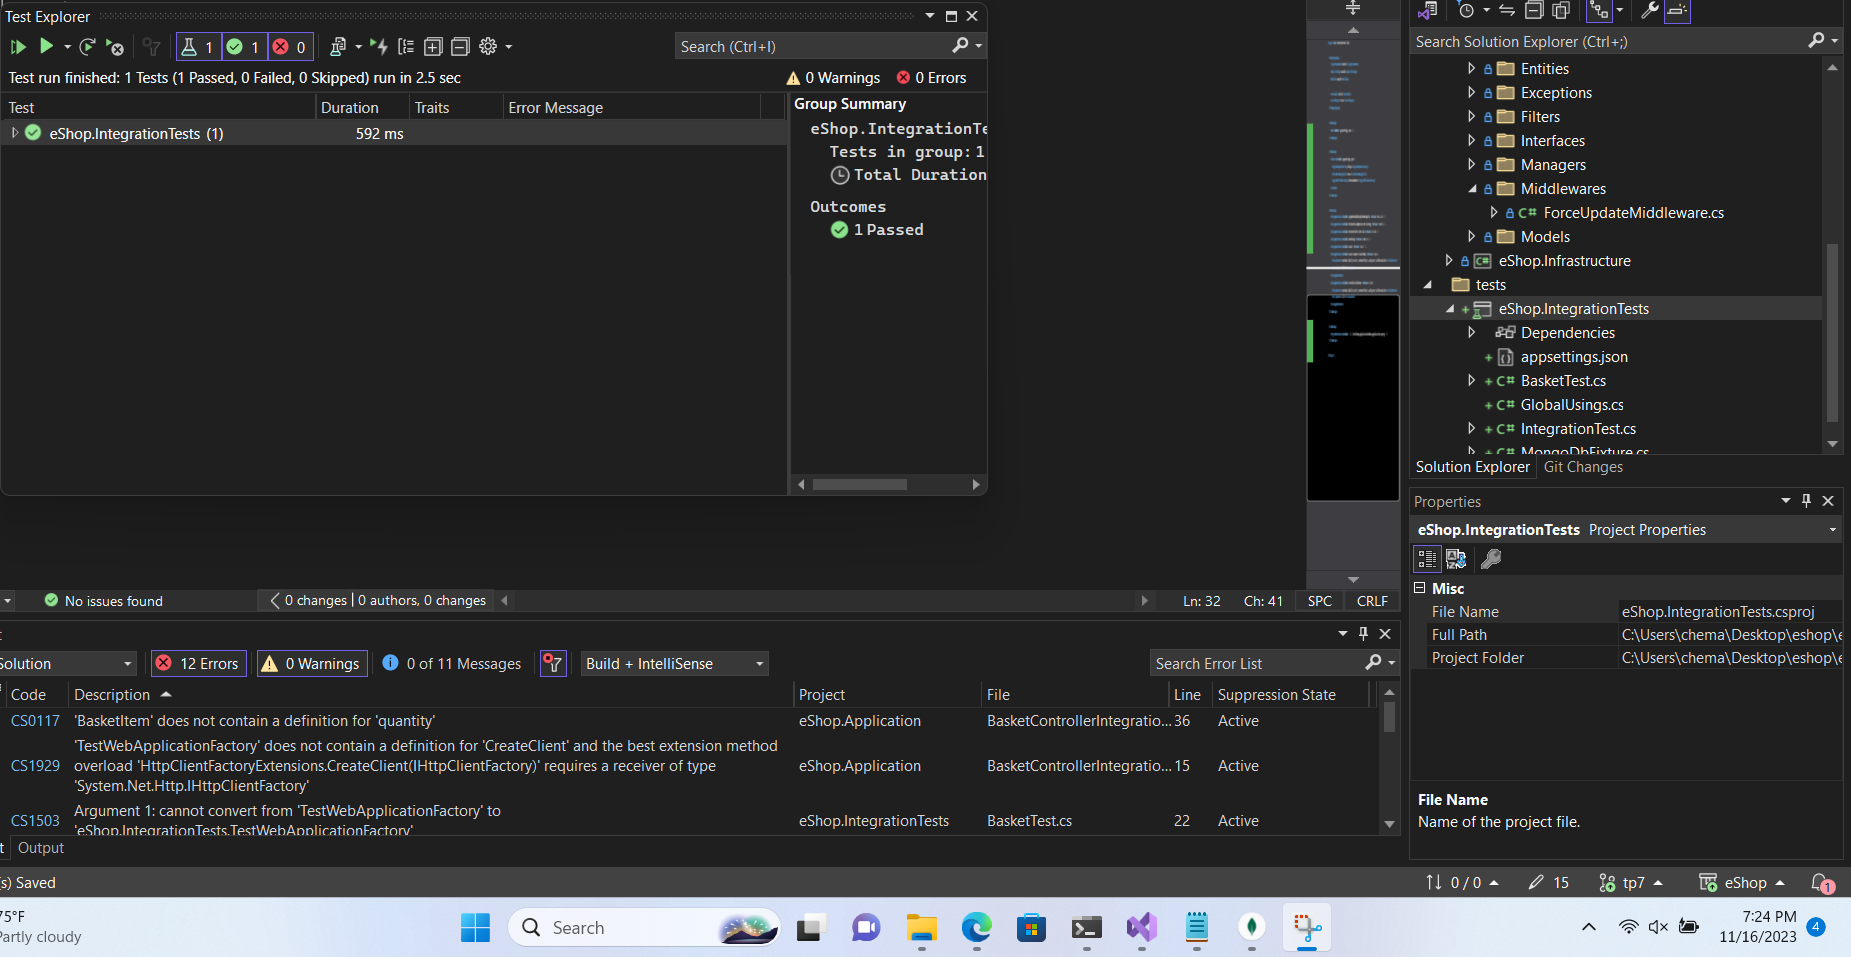 Test Explorer
1 1 0
Search (Ctrl+I)
Test run finished: 1 Tests (1 Passed, 0 Failed, 0 Skipped) run in 2.5 sec
0 Warnings 0 Errors
Test Duration Traits Error Message
eShop.IntegrationTests (1) 592 ms
Group Summary
eShop.IntegrationTe
Tests in group: 1
Total Duration
Outcomes
1 Passed
Search Solution Explorer (Ctrl+;)
Entities
Exceptions
Filters
Interfaces
Managers
Middlewares
C# ForceUpdateMiddleware.cs
Models
C# eShop.Infrastructure
tests
eShop.IntegrationTests
Dependencies
appsettings.json
C# BasketTest.cs
C# GlobalUsings.cs
C# IntegrationTest.cs
C# MongoDbFixture.cs
Solution Explorer Git Changes
Properties
eShop.IntegrationTests Project Properties
Misc
File Name eShop.IntegrationTests.csproj
Full Path C:\Users\chema\Desktop\eshop\e
Project Folder C:\Users\chema\Desktop\eshop\e
File Name
Name of the project file.
No issues found
0 changes | 0 authors, 0 changes
Ln: 32 Ch: 41 SPC CRLF
Solution
12 Errors
0 Warnings
0 of 11 Messages
Build + IntelliSense
Search Error List
Code Description Project File Line Suppression State
CS0117 'BasketItem' does not contain a definition for 'quantity' eShop.Application BasketControllerIntegratio... 36 Active
'TestWebApplicationFactory' does not contain a definition for 'CreateClient' and the best extension method
CS1929 overload 'HttpClientFactoryExtensions.CreateClient(IHttpClientFactory)' requires a receiver of type eShop.Application BasketControllerIntegratio... 15 Active
'System.Net.Http.IHttpClientFactory'
Argument 1: cannot convert from 'TestWebApplicationFactory' to
CS1503 'eShop.IntegrationTests.TestWebApplicationFactory' eShop.IntegrationTests BasketTest.cs 22 Active
t Output
(s) Saved
0 / 0 15 tp7 eShop 1
75°F
Partly cloudy
Search
7:24 PM
11/16/2023
4